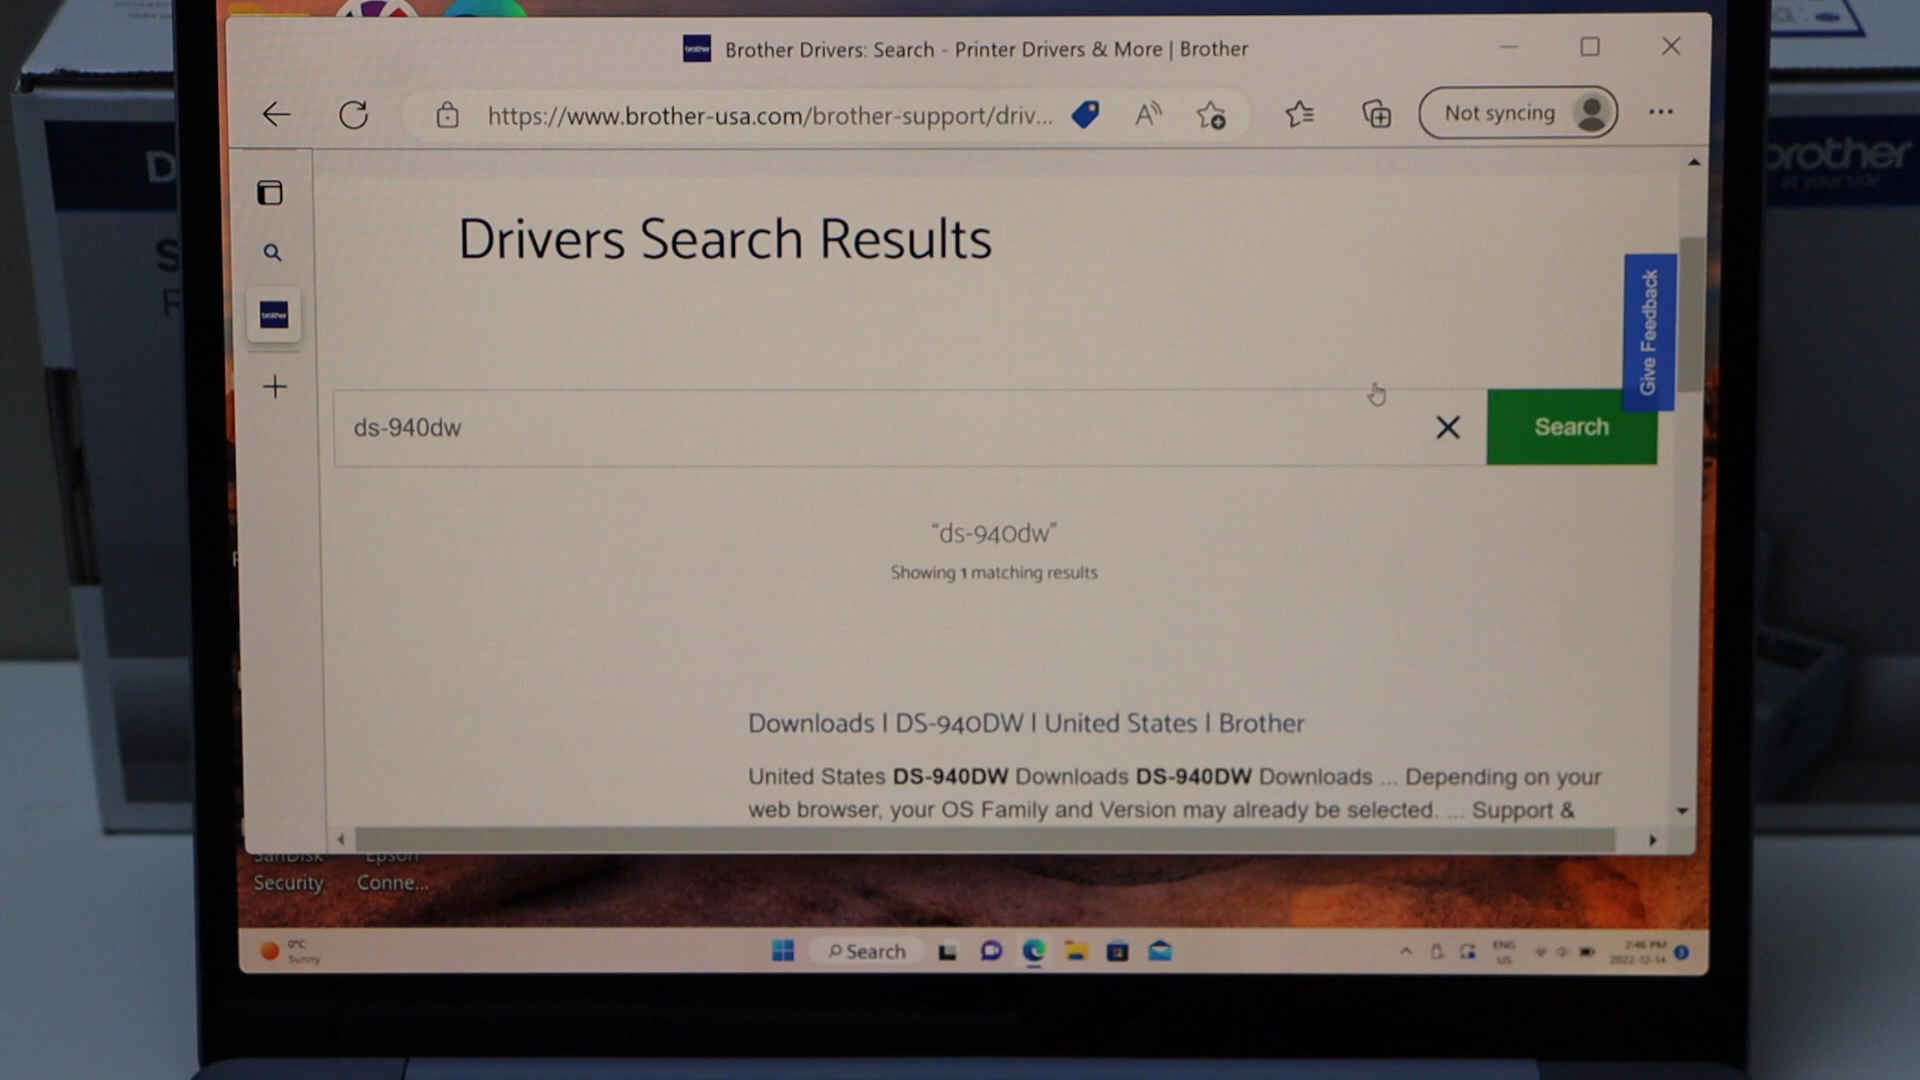 Brother Drivers: Search - Printer Drivers & More | Brother
https://www.brother-usa.com/brother-support/driv...
Not syncing
brother
at your side
Drivers Search Results
Give Feedback
ds-940dw
Search
“ds-940dw”
Showing 1 matching results
Downloads | DS-940DW | United States | Brother
United States DS-940DW Downloads DS-940DW Downloads ... Depending on your
web browser, your OS Family and Version may already be selected. ... Support &
SanDisk
Security
Epson
Conne...
0°C
Sunny
Search
ENG
US
2:46 PM
2022-12-14